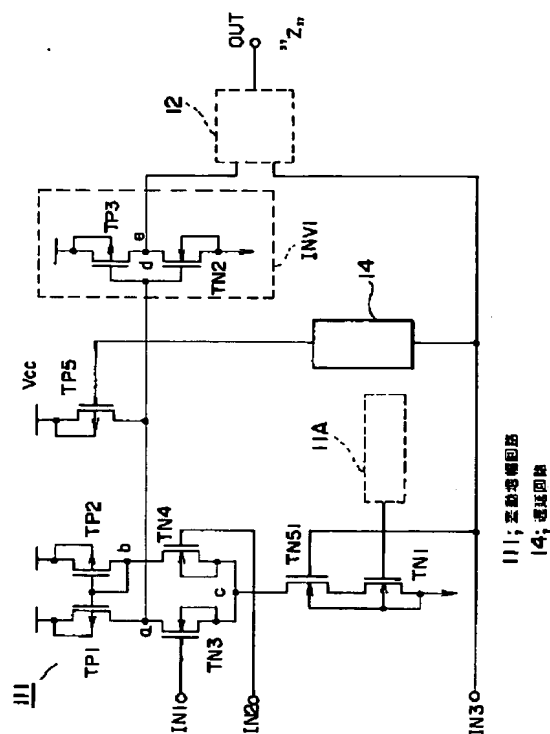 111
TP1
TP2
Vcc
TP5
TP3
a
b
d
e
TN3
TN4
c
TN2
INV1
12
OUT
"Z"
IN1
IN2
IN3
TN51
TN1
11A
14
111; 差動増幅回路
14; 遅延回路